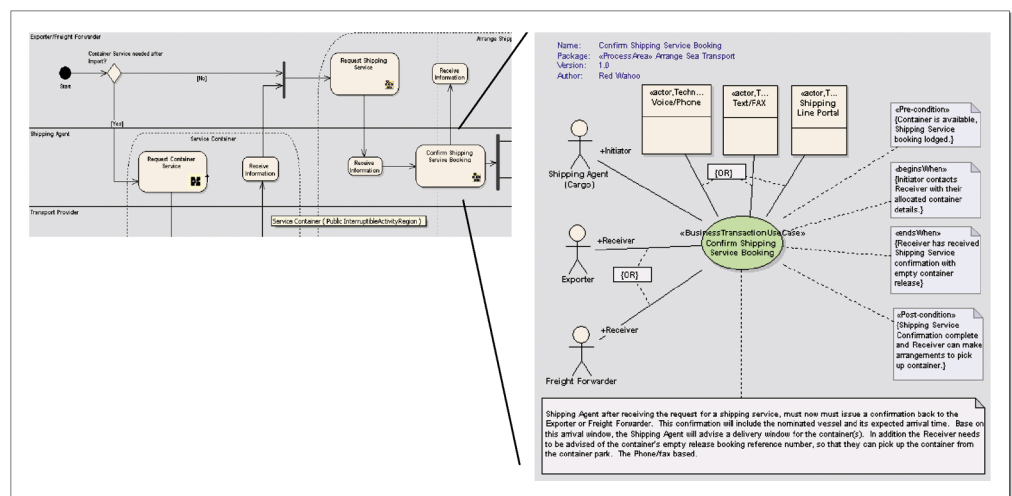 Exporter/Freight Forwarder
Arrange Shipp
Container Service needed after
Import?
Start
[No]
[Yes]
Request Shipping
Service
Receive
Information
Shipping Agent
Service Container
Request Container
Service
Receive
Information
Receive
Information
Confirm Shipping
Service Booking
Transport Provider
Service Container ( Public InterruptibleActivityRegion )
Name: Confirm Shipping Service Booking
Package: «ProcessArea» Arrange Sea Transport
Version: 1.0
Author: Red Wahoo
«actor,Techn...
Voice/Phone
«actor,T...
Text/FAX
«actor,T...
Shipping
Line Portal
+Initiator
Shipping Agent
(Cargo)
{OR}
«BusinessTransactionUseCase»
Confirm Shipping
Service Booking
+Receiver
Exporter
{OR}
+Receiver
Freight Forwarder
«Pre-condition»
{Container is available,
Shipping Service
booking lodged.}
«beginsWhen»
{Initiator contacts
Receiver with their
allocated container
details.}
«endsWhen»
{Receiver has received
Shipping Service
confirmation with
empty container
release}
«Post-condition»
{Shipping Service
Confirmation complete
and Receiver can make
arrangements to pick
up container.}
Shipping Agent after receiving the request for a shipping service, must now must issue a confirmation back to the
Exporter or Freight Forwarder. This confirmation will include the nominated vessel and its expected arrival time. Base on
this arrival window, the Shipping Agent will advise a delivery window for the container(s). In addition the Receiver needs
to be advised of the container's empty release booking reference number, so that they can pick up the container from
the container park. The Phone/fax based.